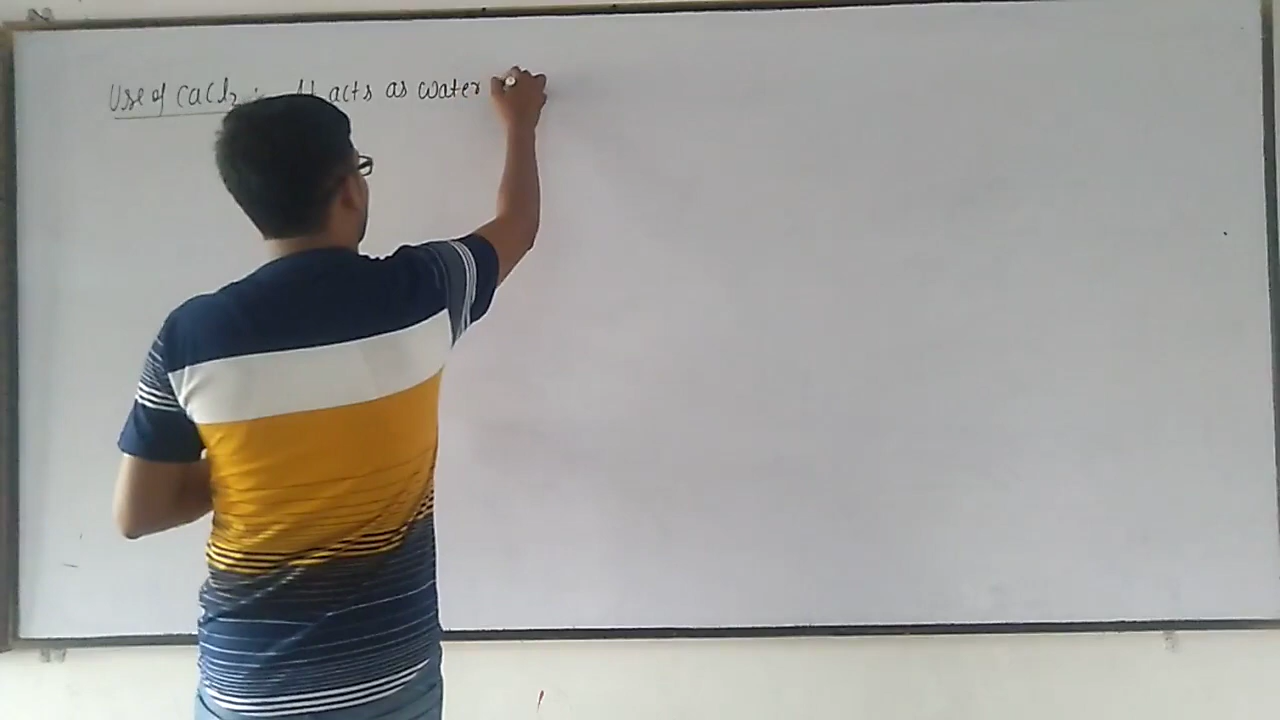 Use of CaCl2 :- It acts as water